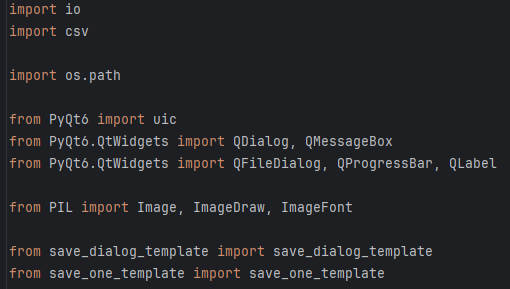 import io
import csv
import os.path
from PyQt6 import uic
from PyQt6.QtWidgets import QDialog, QMessageBox
from PyQt6.QtWidgets import QFileDialog, QProgressBar, QLabel
from PIL import Image, ImageDraw, ImageFont
from save_dialog_template import save_dialog_template
from save_one_template import save_one_template